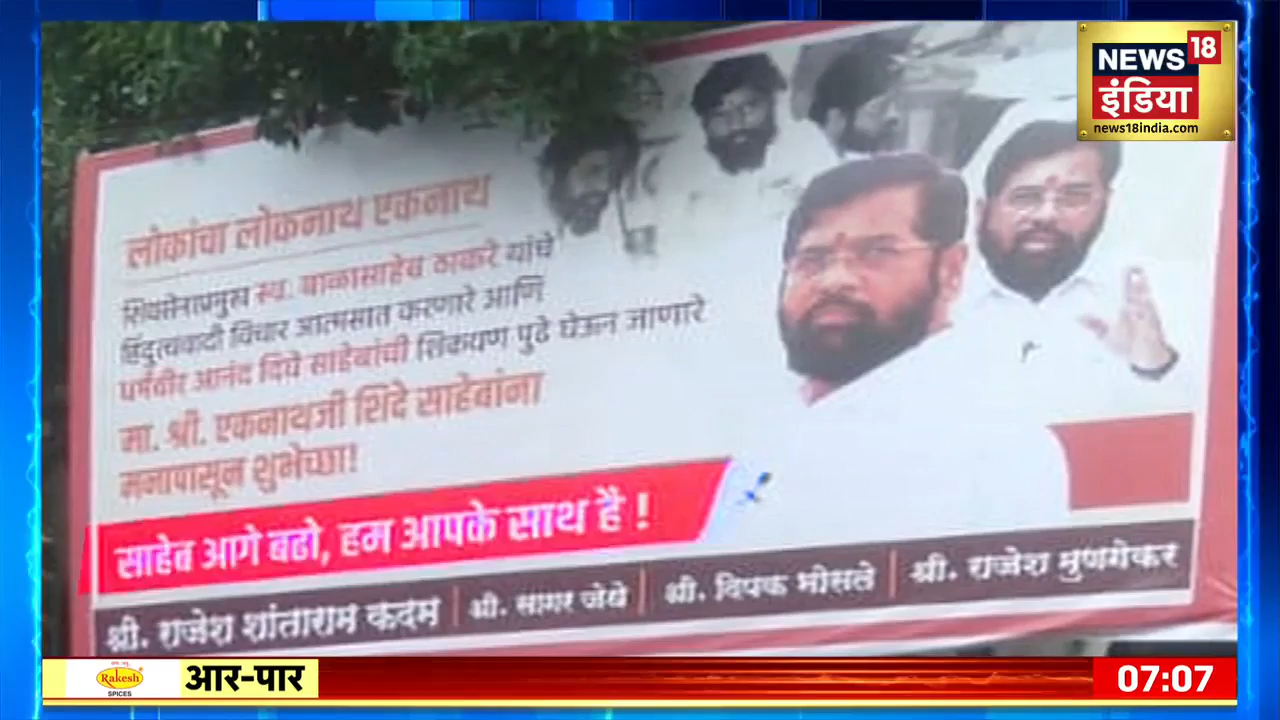 NEWS 18
इंडिया
news18india.com
लोकांचा लोकनाथ एकनाथ
शिवसेनाप्रमुख स्व. बाळासाहेब ठाकरे यांचे
हिंदुत्ववादी विचार आत्मसात करणारे आणि
धर्मवीर आनंद दिघे साहेबांची शिकवण पुढे घेऊन जाणारे
मा. श्री. एकनाथजी शिंदे साहेबांना
मनापासून शुभेच्छा!
साहेब आगे बढो, हम आपके साथ है !
श्री. राजेश शांताराम कदम
श्री. सागर जेधे
श्री. दिपक भोसले
श्री. राजेश मुणगेकर
Rakesh
SPICES
आर-पार
07:07